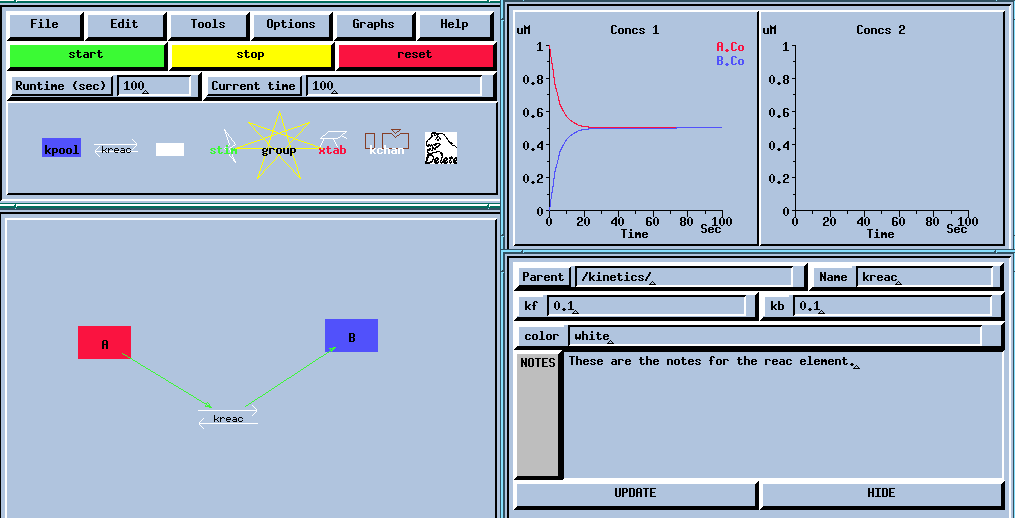 File Edit Tools Options Graphs Help
start stop reset
Runtime (sec) 100 Current time 100
kpool kreac stim group xtab kchan Delete
A B
kreac
uM Concs 1
A.Co
B.Co
1
0.8
0.6
0.4
0.2
0
0 20 40 60 80 100
Time Sec
uM Concs 2
1
0.8
0.6
0.4
0.2
0
0 20 40 60 80 100
Time Sec
Parent /kinetics/ Name kreac
kf 0.1 kb 0.1
color white
NOTES These are the notes for the reac element.
UPDATE HIDE